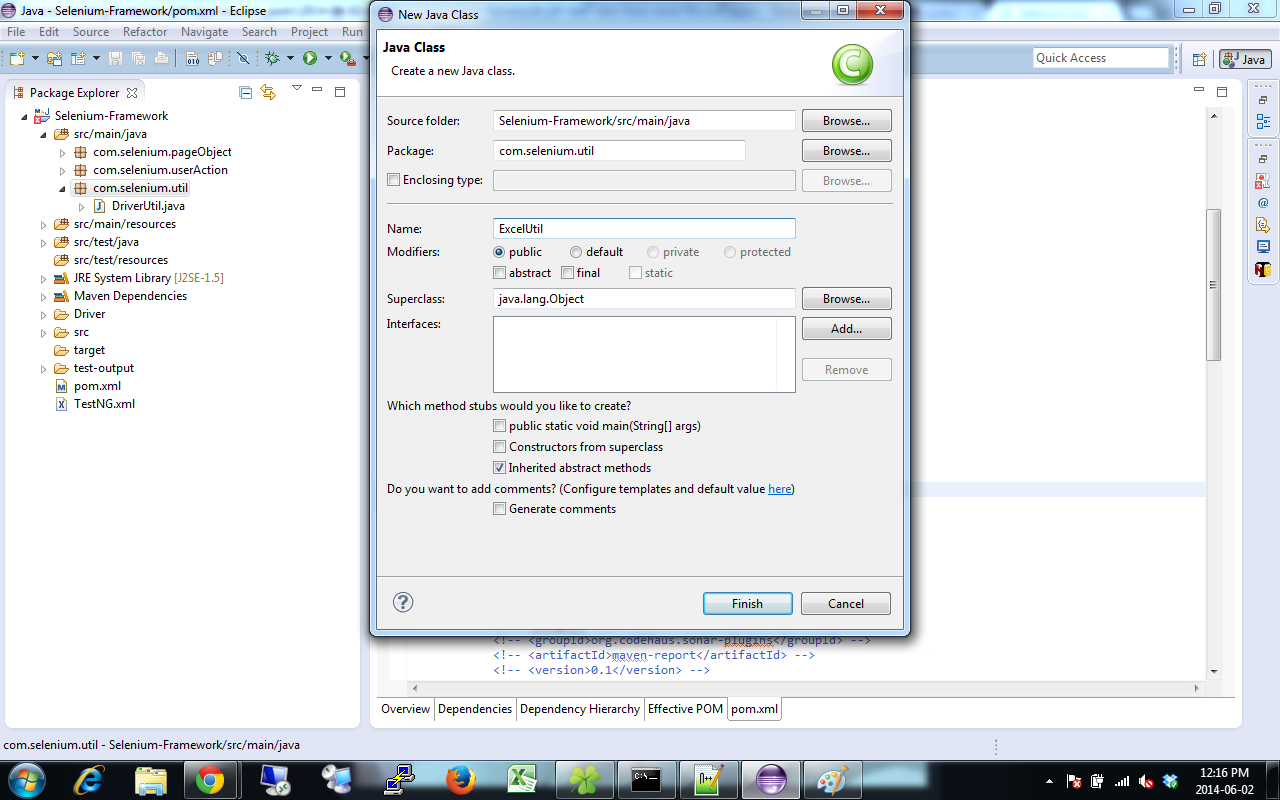 Java - Selenium-Framework/pom.xml - Eclipse
File Edit Source Refactor Navigate Search Project Run
Quick Access
Java
Package Explorer
Selenium-Framework
src/main/java
com.selenium.pageObject
com.selenium.userAction
com.selenium.util
DriverUtil.java
src/main/resources
src/test/java
src/test/resources
JRE System Library [J2SE-1.5]
Maven Dependencies
Driver
src
target
test-output
pom.xml
TestNG.xml
New Java Class
Java Class
Create a new Java class.
Source folder: Selenium-Framework/src/main/java Browse...
Package: com.selenium.util Browse...
Enclosing type: Browse...
Name: ExcelUtil
Modifiers: public default private protected
abstract final static
Superclass: java.lang.Object Browse...
Interfaces: Add...
Remove
Which method stubs would you like to create?
public static void main(String[] args)
Constructors from superclass
Inherited abstract methods
Do you want to add comments? (Configure templates and default value here)
Generate comments
Finish Cancel
<!-- <groupId>org.codehaus.sonar-plugins</groupId> -->
<!-- <artifactId>maven-report</artifactId> -->
<!-- <version>0.1</version> -->
Overview Dependencies Dependency Hierarchy Effective POM pom.xml
com.selenium.util - Selenium-Framework/src/main/java
12:16 PM
2014-06-02